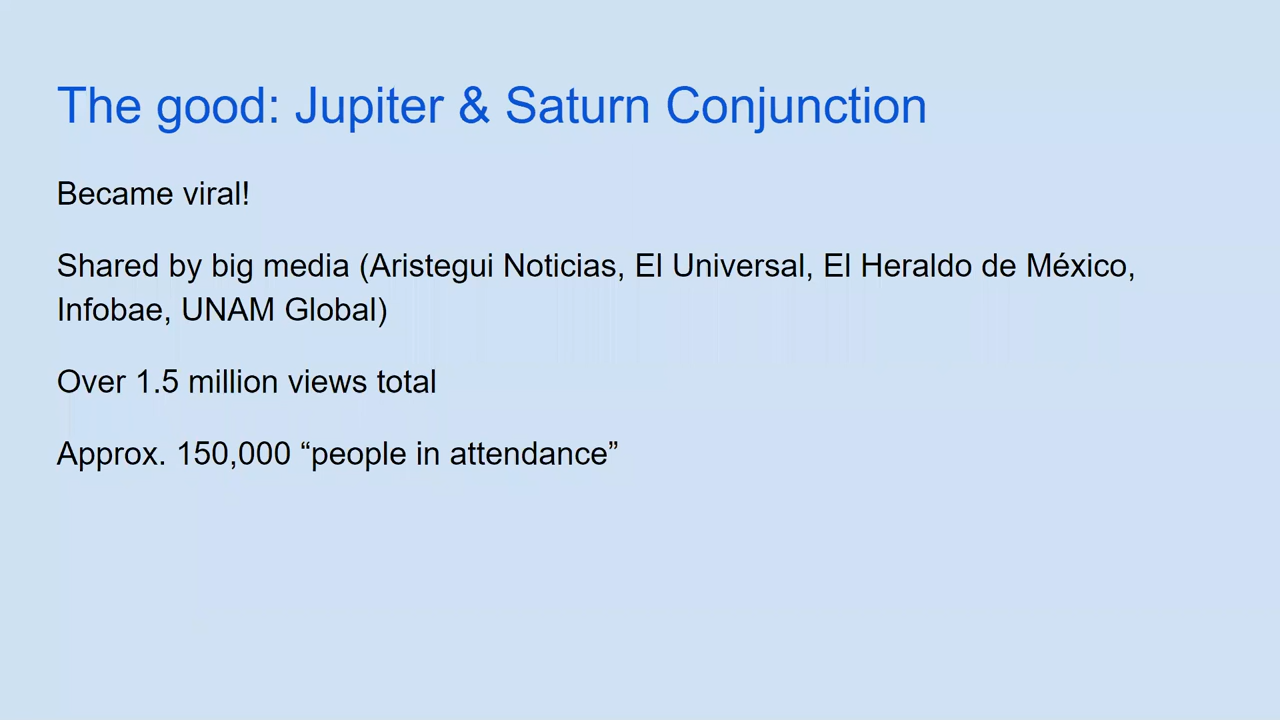 The good: Jupiter & Saturn Conjunction
Became viral!
Shared by big media (Aristegui Noticias, El Universal, El Heraldo de México,
Infobae, UNAM Global)
Over 1.5 million views total
Approx. 150,000 “people in attendance”